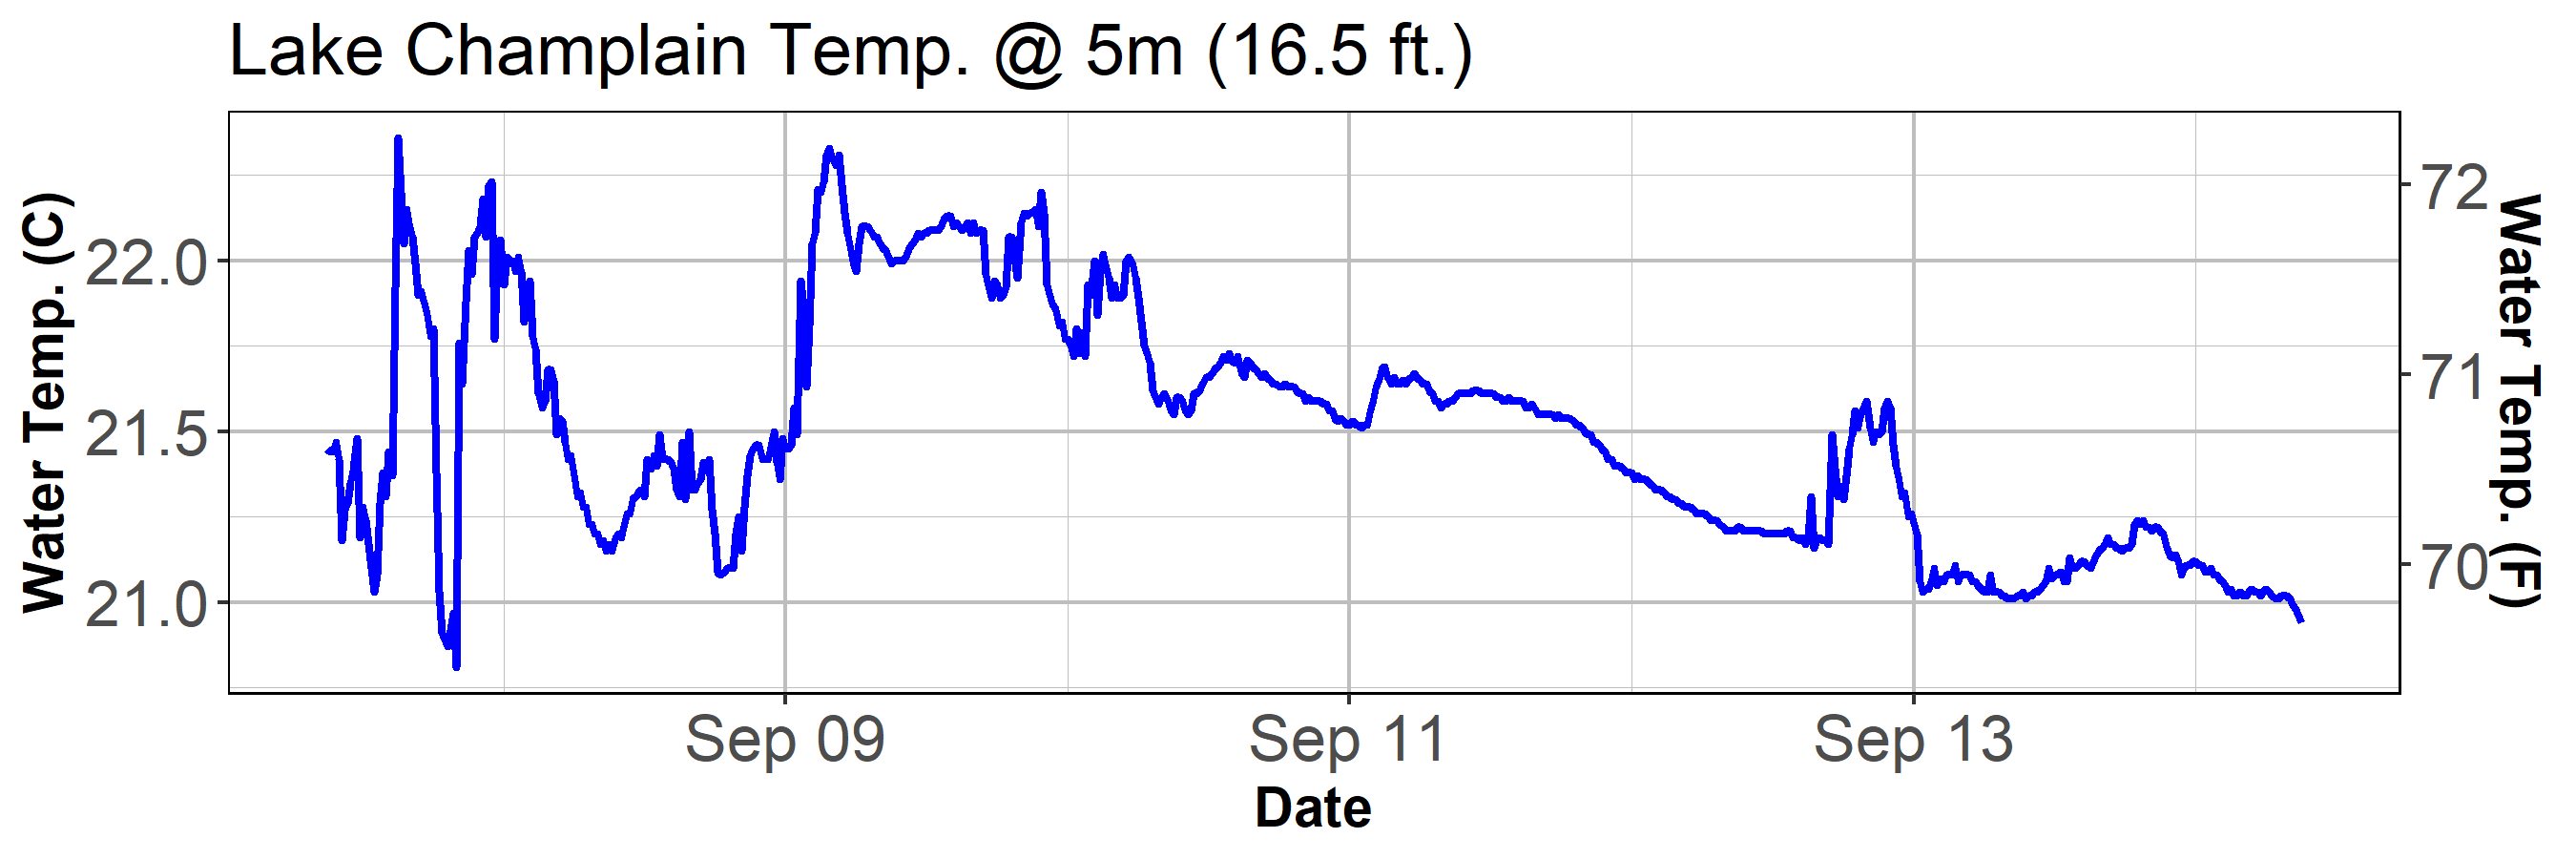 Lake Champlain Temp. @ 5m (16.5 ft.)
Water Temp. (C)
22.0
21.5
21.0
72
71
70
Water Temp. (F)
Sep 09
Sep 11
Sep 13
Date